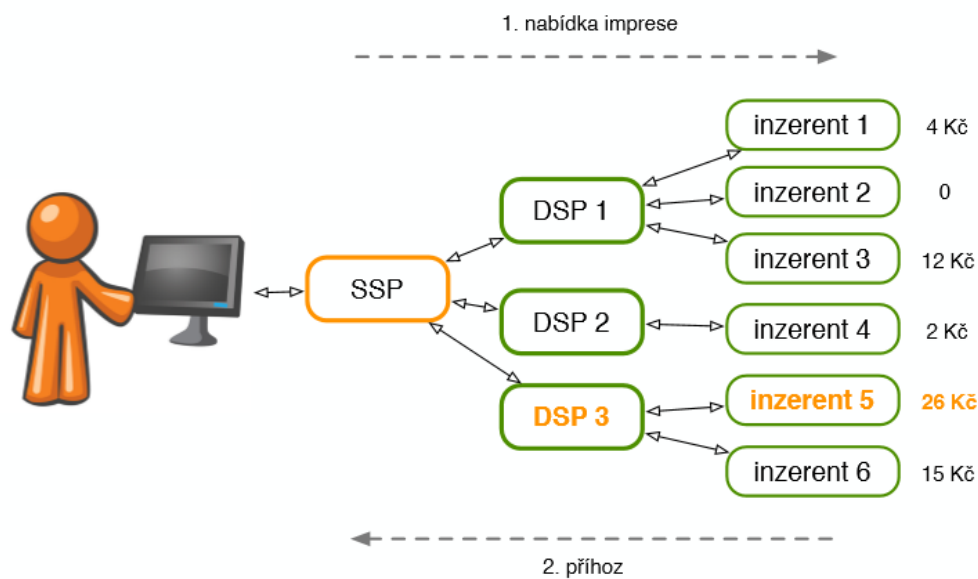 1. nabídka imprese
inzerent 1 4 Kč
inzerent 2 0
DSP 1
inzerent 3 12 Kč
SSP
DSP 2
inzerent 4 2 Kč
DSP 3
inzerent 5 26 Kč
inzerent 6 15 Kč
2. příhoz